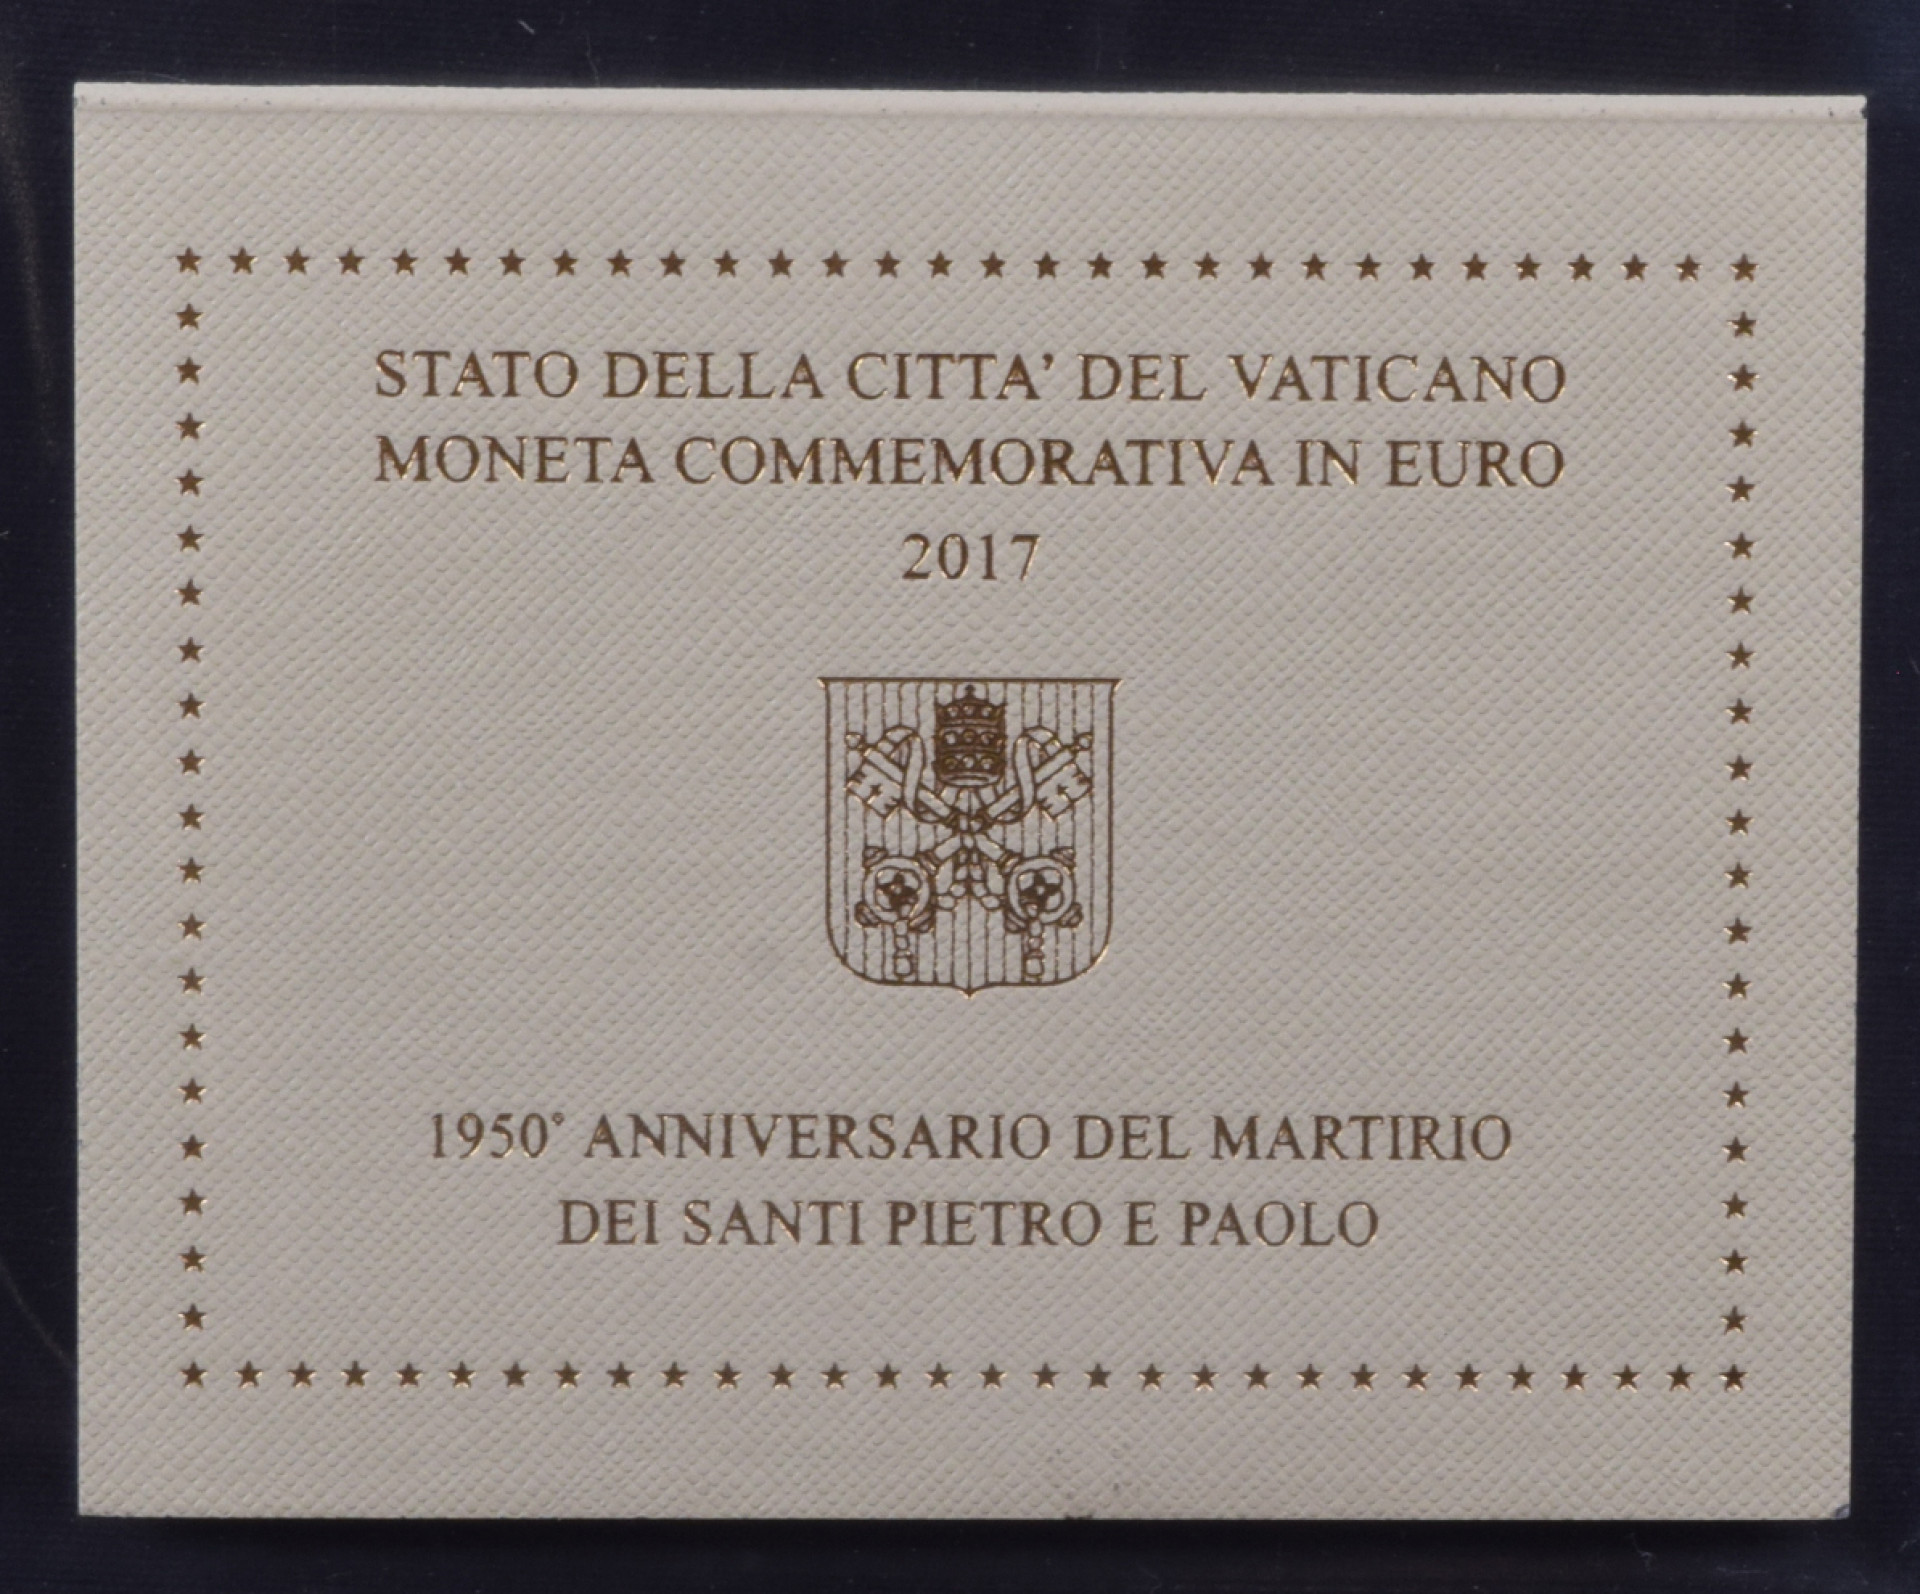 STATO DELLA CITTA' DEL VATICANO
MONETA COMMEMORATIVA IN EURO
2017
1950° ANNIVERSARIO DEL MARTIRIO
DEI SANTI PIETRO E PAOLO